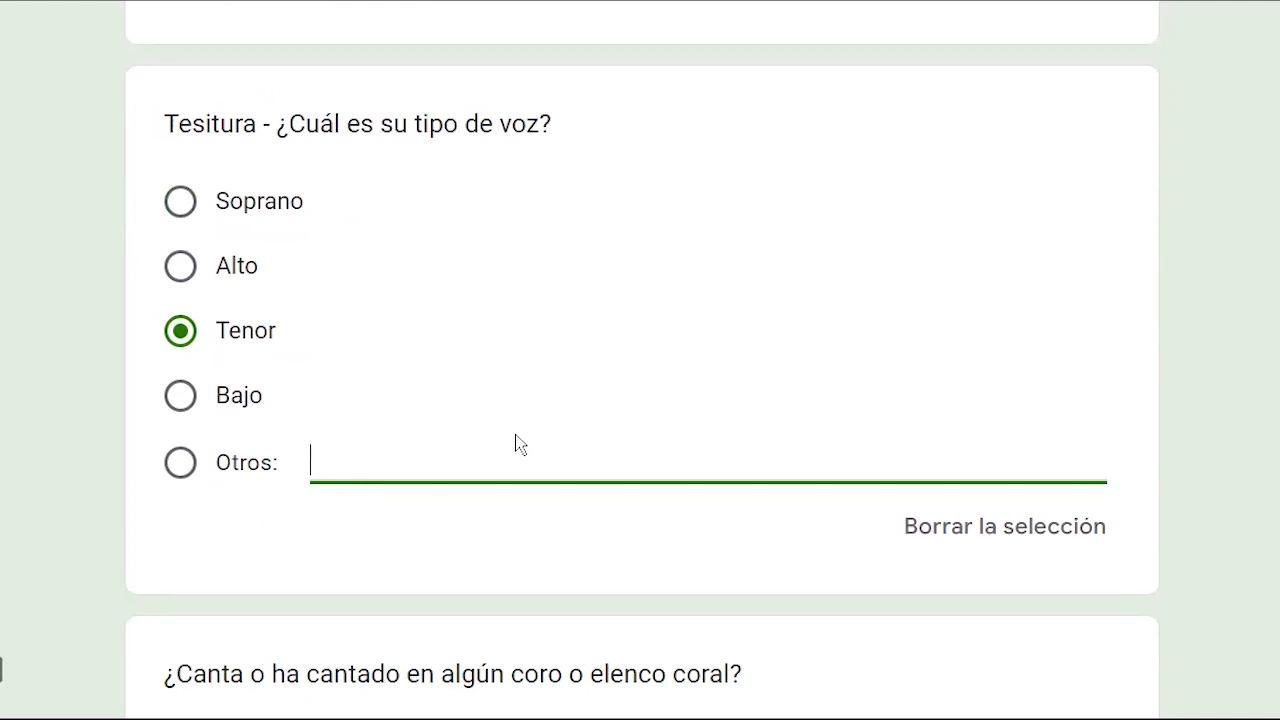 Tesitura - ¿Cuál es su tipo de voz?
Soprano
Alto
Tenor
Bajo
Otros:
Borrar la selección
¿Canta o ha cantado en algún coro o elenco coral?